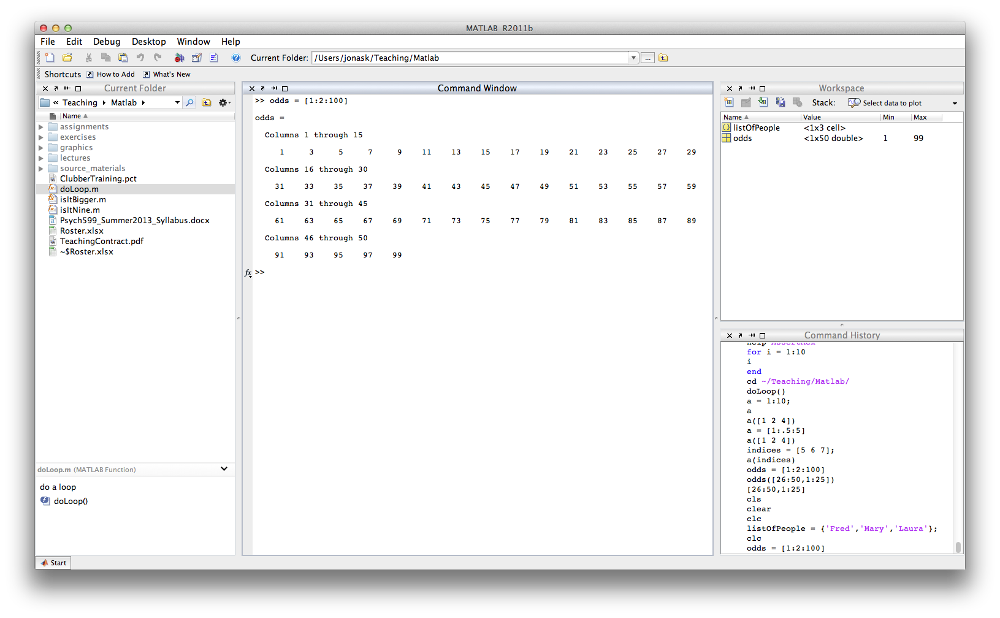 MATLAB R2011b
File Edit Debug Desktop Window Help
Current Folder: /Users/jonask/Teaching/Matlab ...
Shortcuts How to Add What's New
Current Folder
« Teaching Matlab
Name
assignments
exercises
graphics
lectures
source_materials
ClubberTraining.pct
doLoop.m
isItBigger.m
isItNine.m
Psych599_Summer2013_Syllabus.docx
Roster.xlsx
TeachingContract.pdf
~$Roster.xlsx
doLoop.m (MATLAB Function)
do a loop
doLoop()
Start
Command Window
>> odds = [1:2:100]
odds =
Columns 1 through 15
1 3 5 7 9 11 13 15 17 19 21 23 25 27 29
Columns 16 through 30
31 33 35 37 39 41 43 45 47 49 51 53 55 57 59
Columns 31 through 45
61 63 65 67 69 71 73 75 77 79 81 83 85 87 89
Columns 46 through 50
91 93 95 97 99
fx >>
Workspace
Stack: Select data to plot
Name Value Min Max
listOfPeople <1x3 cell>
odds <1x50 double> 1 99
Command History
help AssertMex
for i = 1:10
i
end
cd ~/Teaching/Matlab/
doLoop()
a = 1:10;
a
a([1 2 4])
a = [1:.5:5]
a([1 2 4])
indices = [5 6 7];
a(indices)
odds = [1:2:100]
odds([26:50,1:25])
[26:50,1:25]
cls
clear
clc
listOfPeople = {'Fred','Mary','Laura'};
clc
odds = [1:2:100]